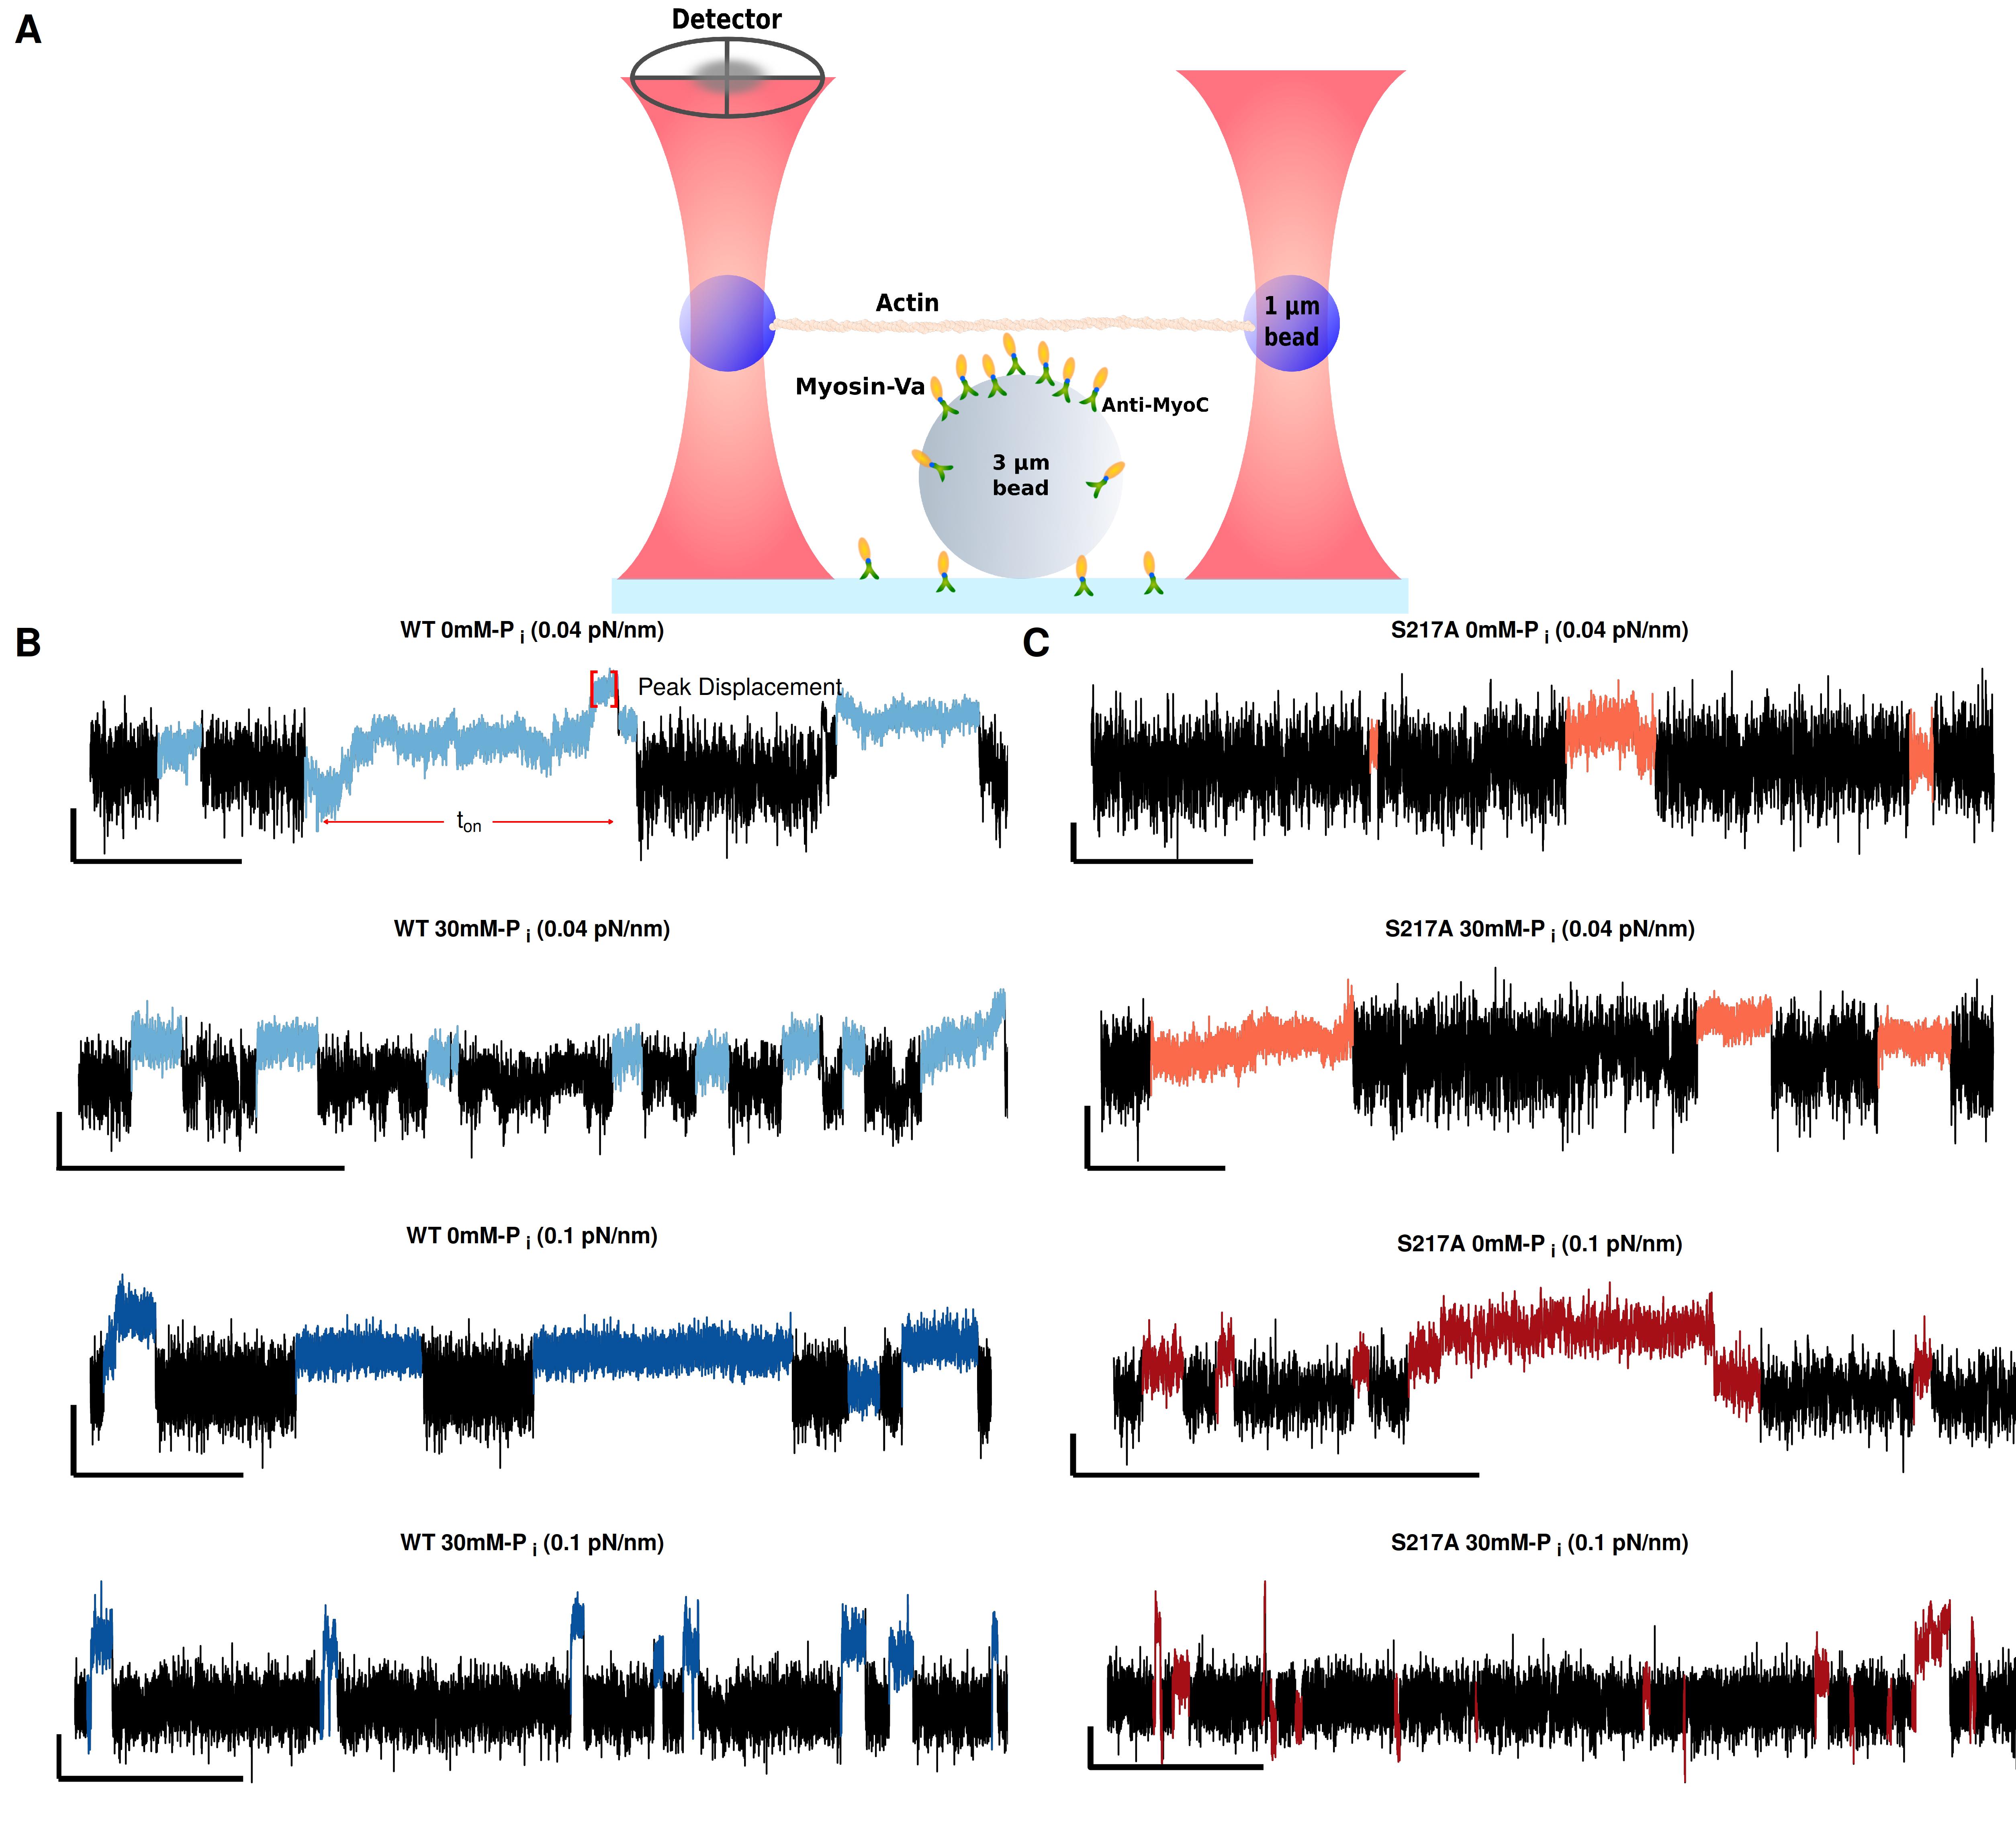 A
Detector
Actin
1 µm
bead
Myosin-Va
Anti-MyoC
3 µm
bead
B
WT 0mM-P i (0.04 pN/nm)
Peak Displacement
ton
WT 30mM-P i (0.04 pN/nm)
WT 0mM-P i (0.1 pN/nm)
WT 30mM-P i (0.1 pN/nm)
C
S217A 0mM-P i (0.04 pN/nm)
S217A 30mM-P i (0.04 pN/nm)
S217A 0mM-P i (0.1 pN/nm)
S217A 30mM-P i (0.1 pN/nm)